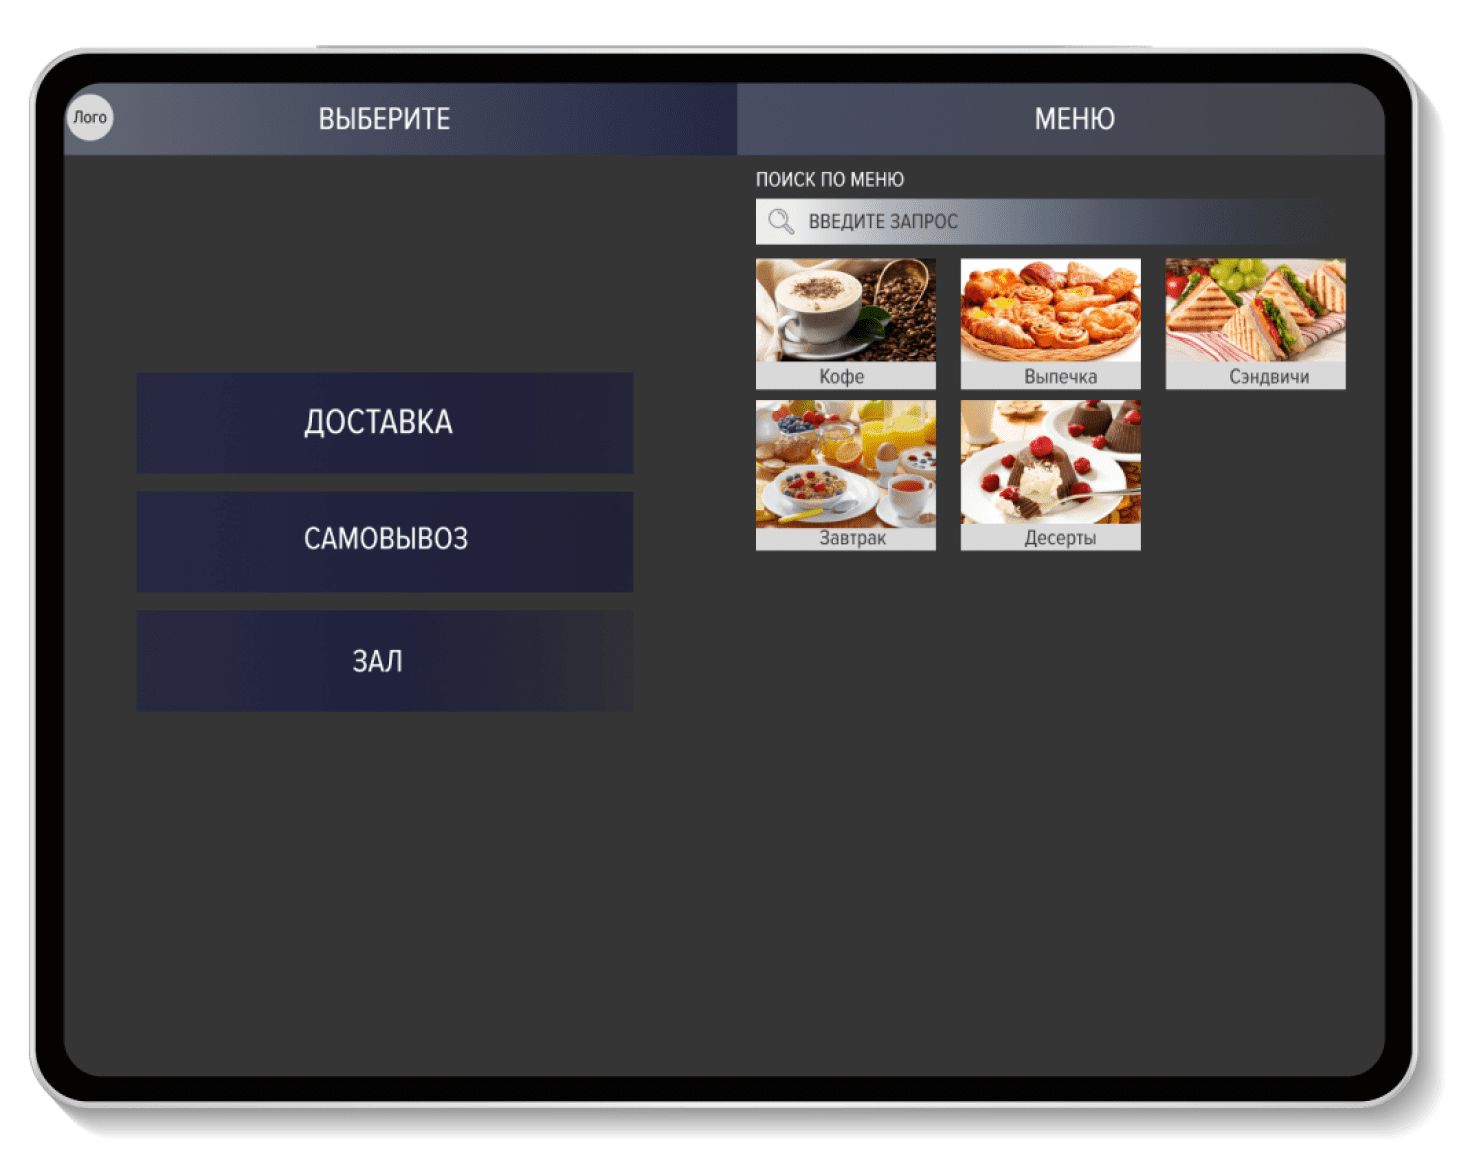 Лого
ВЫБЕРИТЕ
МЕНЮ
ДОСТАВКА
САМОВЫВОЗ
ЗАЛ
ПОИСК ПО МЕНЮ
ВВЕДИТЕ ЗАПРОС
Кофе
Выпечка
Сэндвичи
Завтрак
Десерты